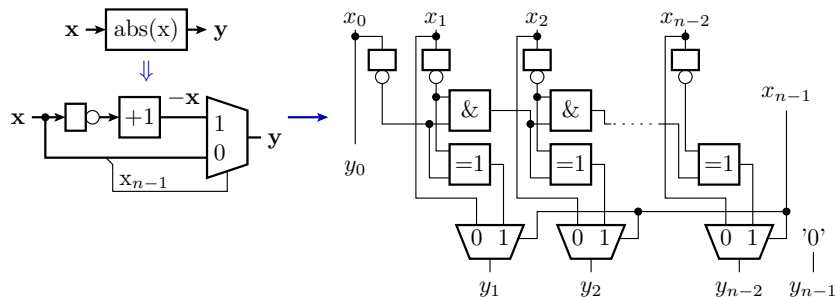 x abs(x) y
⇓
x +1 −x 1 0 y
x_{n−1}
x_0 x_1 x_2 x_{n−2}
x_{n−1}
& &
y_0
=1 =1 =1
0 1 0 1 0 1 '0'
y_1 y_2 y_{n−2} y_{n−1}